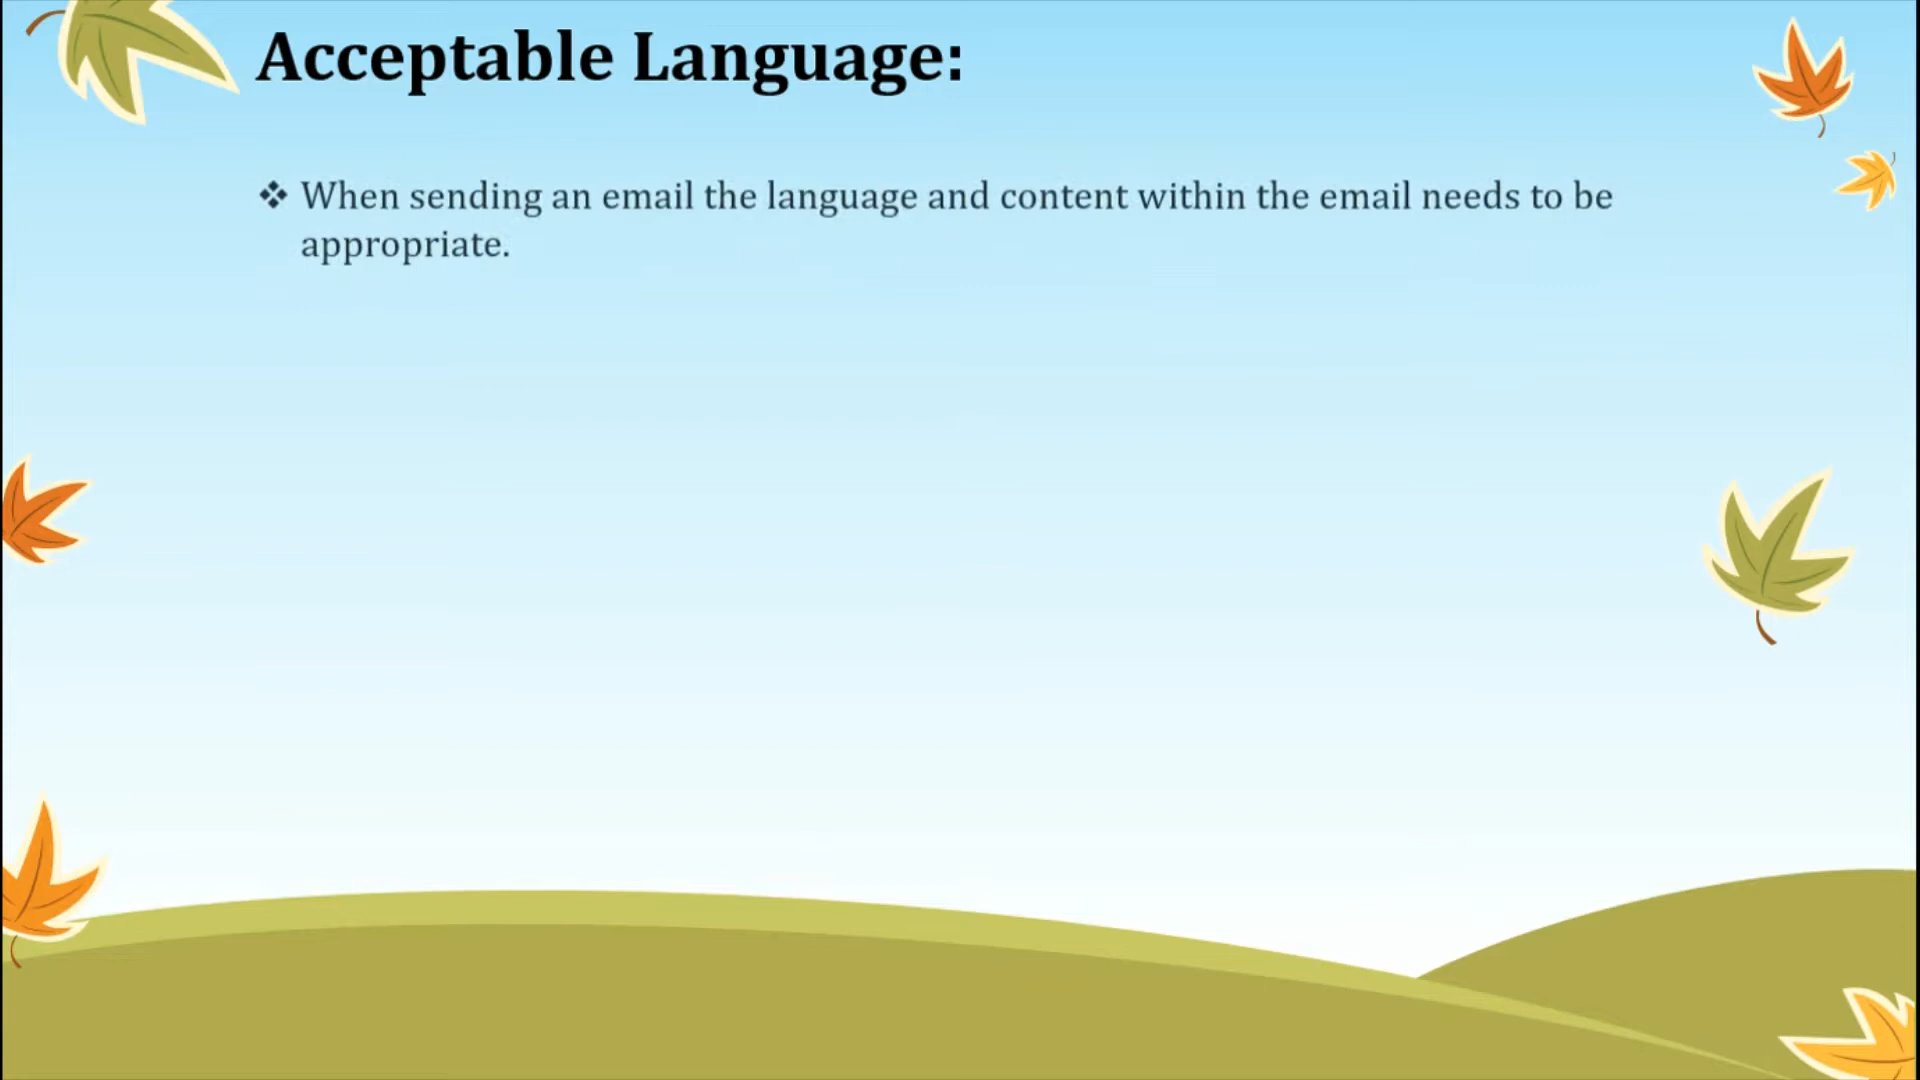 Acceptable Language:
❖ When sending an email the language and content within the email needs to be
appropriate.